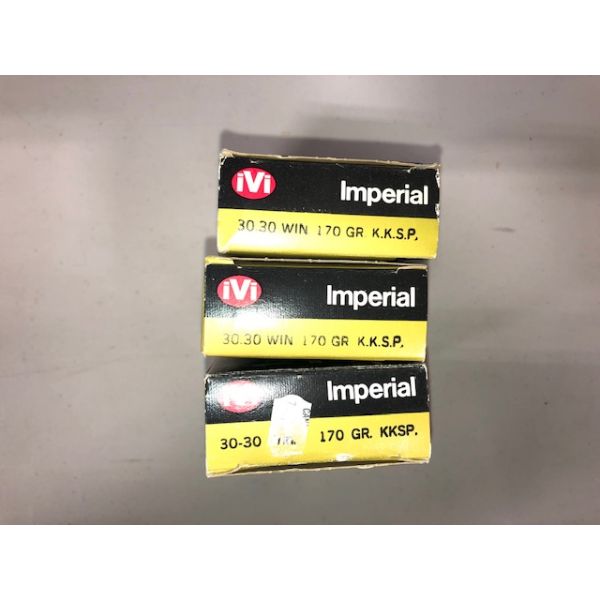 iVi
Imperial
30.30 WIN 170 GR K.K.S.P.
iVi
Imperial
30.30 WIN 170 GR K.K.S.P.
Imperial
30-30 170 GR. KKSP.